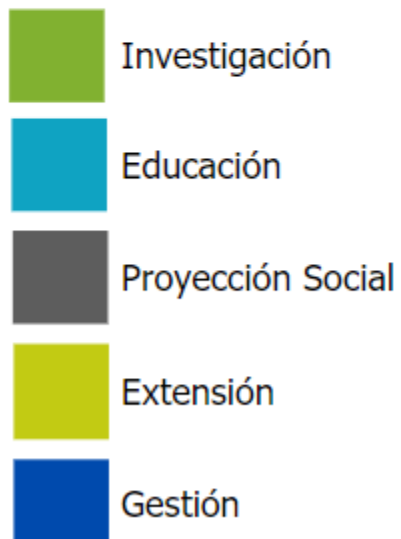 Investigación
Educación
Proyección Social
Extensión
Gestión